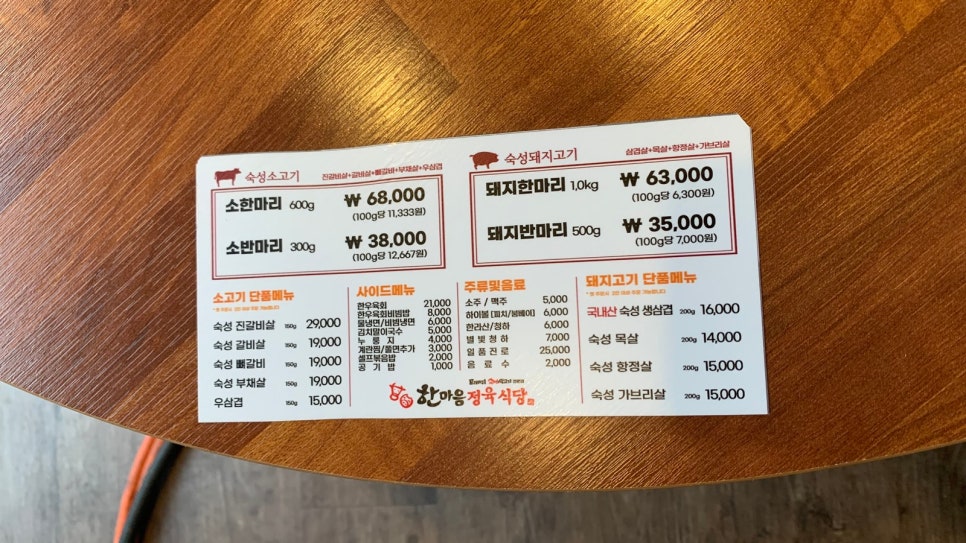 숙성소고기
진갈비살+갈비살+뼈갈비+부채살+우삼겹
소한마리 600g ₩ 68,000
(100g당 11,333원)
소반마리 300g ₩ 38,000
(100g당 12,667원)
숙성돼지고기
삼겹살+목살+항정살+가브리살
돼지한마리 1,0kg ₩ 63,000
(100g당 6,300원)
돼지반마리 500g ₩ 35,000
(100g당 7,000원)
소고기 단품메뉴
숙성 진갈비살 150g 29,000
숙성 갈비살 150g 19,000
숙성 뼈갈비 150g 19,000
숙성 부채살 150g 19,000
우삼겹 150g 15,000
사이드메뉴
한우육회 21,000
한우육회비빔밥 8,000
물냉면/비빔냉면 6,000
김치말이국수 5,000
누룽지 4,000
계란찜/쫄면추가 3,000
셀프볶음밥 2,000
공기밥 1,000
주류및음료
소주 / 맥주 5,000
하이볼 [피치/봄베이] 6,000
한라산/청하 6,000
별빛청하 7,000
일품진로 25,000
음료수 2,000
돼지고기 단품메뉴
국내산 숙성 생삼겹 200g 16,000
숙성 목살 200g 14,000
숙성 항정살 200g 15,000
숙성 가브리살 200g 15,000
한마음정육식당